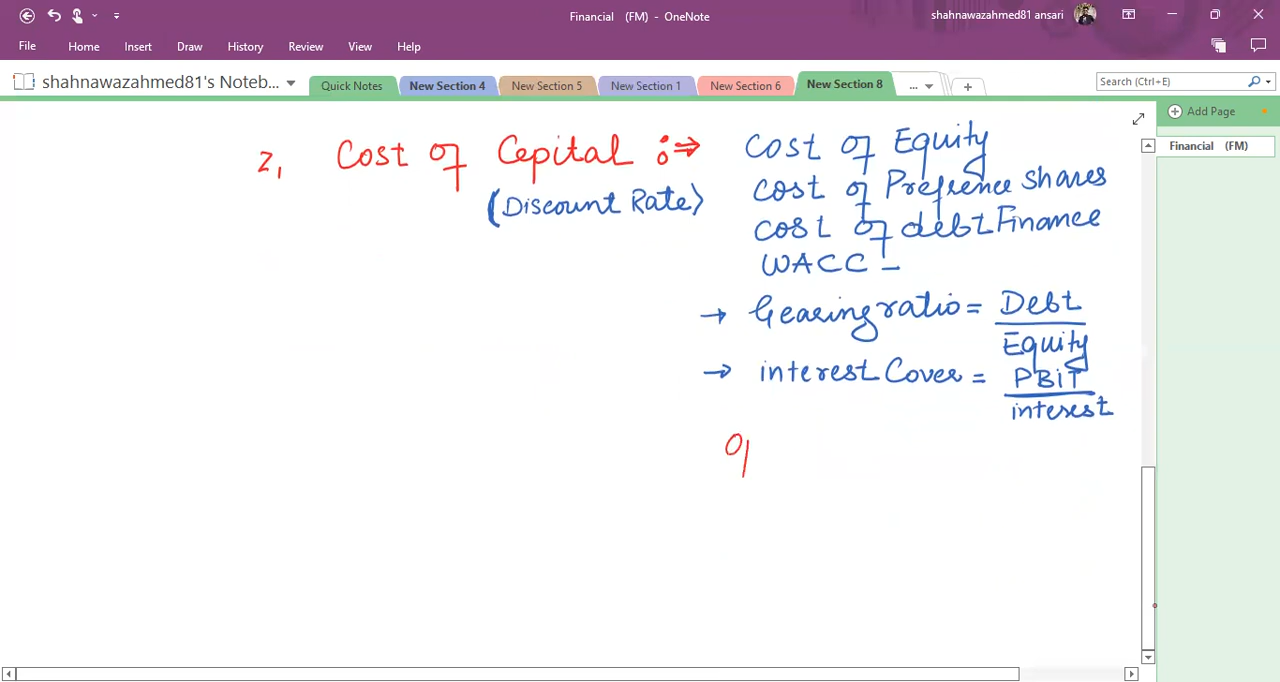 Financial (FM) - OneNote
shahnawazahmed81 ansari
File Home Insert Draw History Review View Help
shahnawazahmed81's Noteb... Quick Notes New Section 4 New Section 5 New Section 1 New Section 6 New Section 8 ... + Search (Ctrl+E)
Add Page
Financial (FM)
2, Cost of Cepital :⇒ Cost of Equity
(Discount Rate) Cost of Prefrence Shares
Cost of debt Finance
WACC -
→ Gearing ratio = Debt
Equity
→ interest Cover = PBiT
interest
q